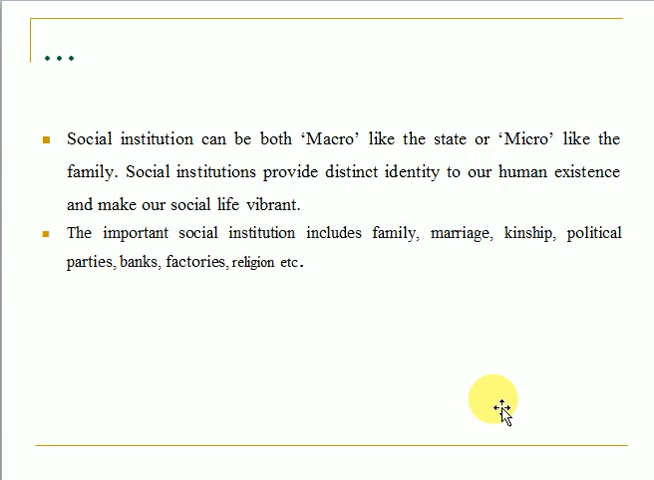 ...
Social institution can be both ‘Macro’ like the state or ‘Micro’ like the
family. Social institutions provide distinct identity to our human existence
and make our social life vibrant.
The important social institution includes family, marriage, kinship, political
parties, banks, factories, religion etc.